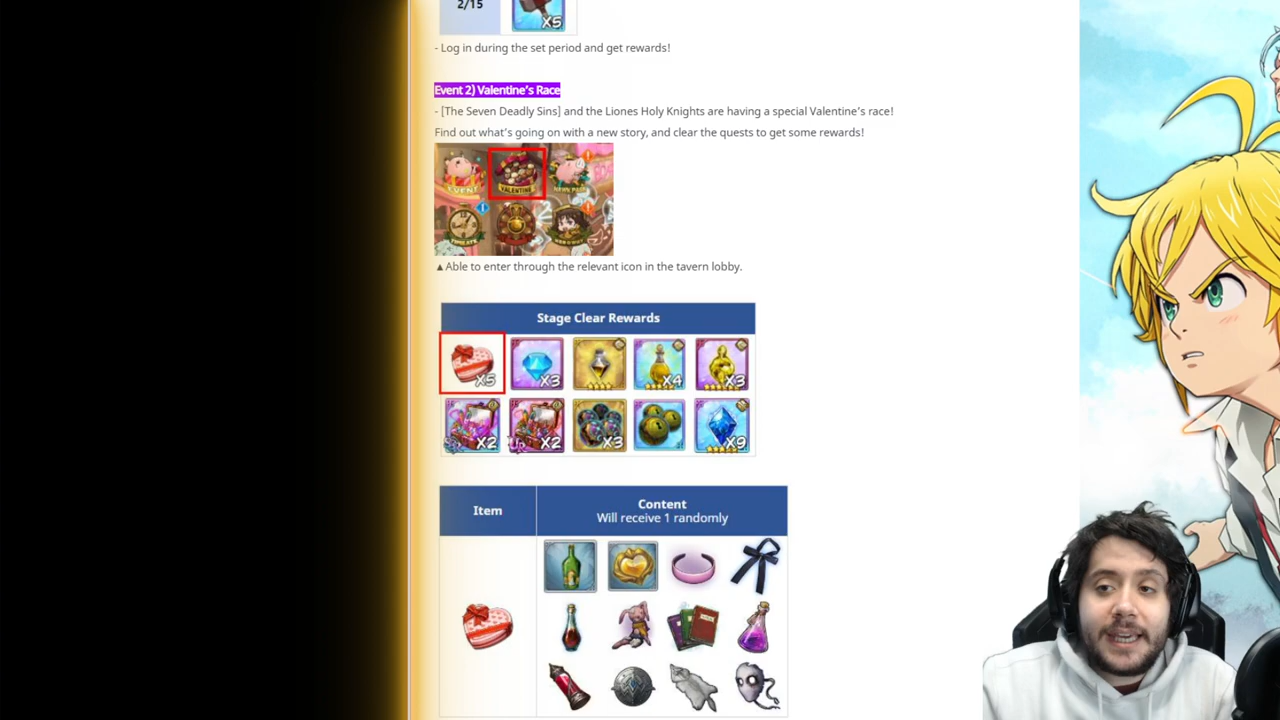 2/15
X5
- Log in during the set period and get rewards!
Event 2) Valentine's Race
- [The Seven Deadly Sins] and the Liones Holy Knights are having a special Valentine's race!
Find out what's going on with a new story, and clear the quests to get some rewards!
EVENT
VALENTINE
▲Able to enter through the relevant icon in the tavern lobby.
Stage Clear Rewards
X5
X3
X4
X3
X2
X2
X3
X9
Item
Content
Will receive 1 randomly